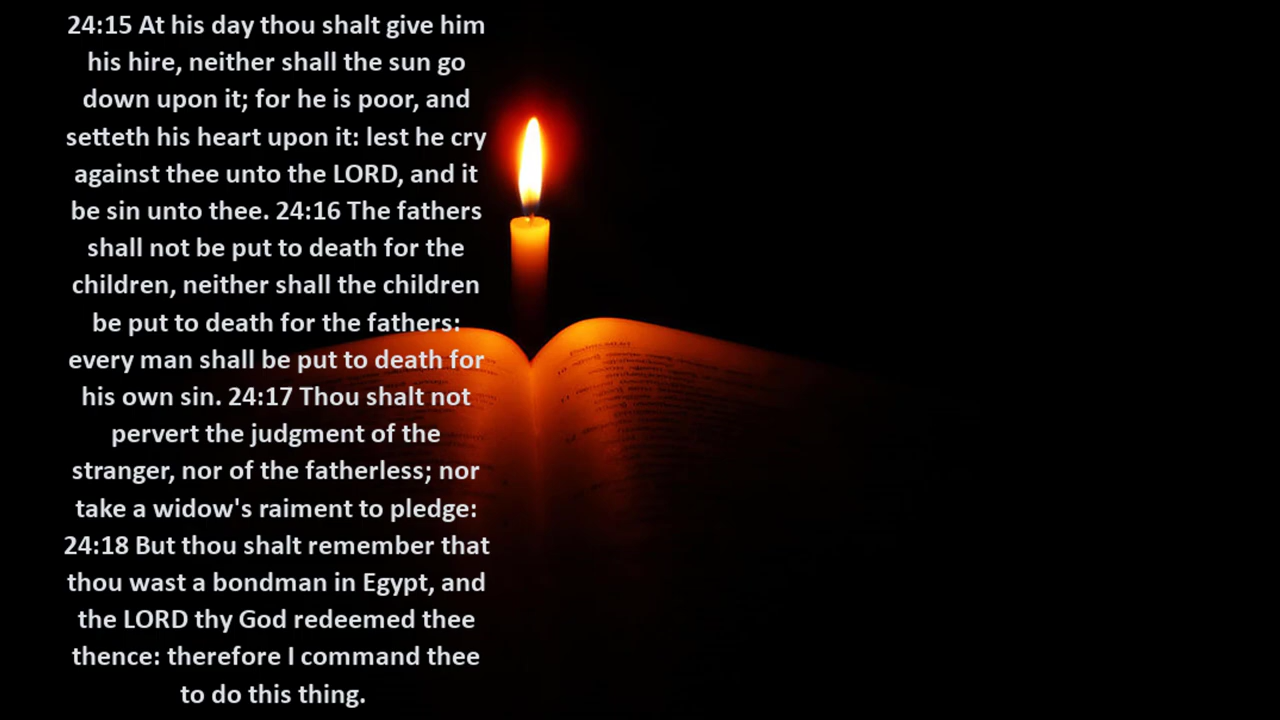 24:15 At his day thou shalt give him
his hire, neither shall the sun go
down upon it; for he is poor, and
setteth his heart upon it: lest he cry
against thee unto the LORD, and it
be sin unto thee. 24:16 The fathers
shall not be put to death for the
children, neither shall the children
be put to death for the fathers:
every man shall be put to death for
his own sin. 24:17 Thou shalt not
pervert the judgment of the
stranger, nor of the fatherless; nor
take a widow's raiment to pledge:
24:18 But thou shalt remember that
thou wast a bondman in Egypt, and
the LORD thy God redeemed thee
thence: therefore I command thee
to do this thing.